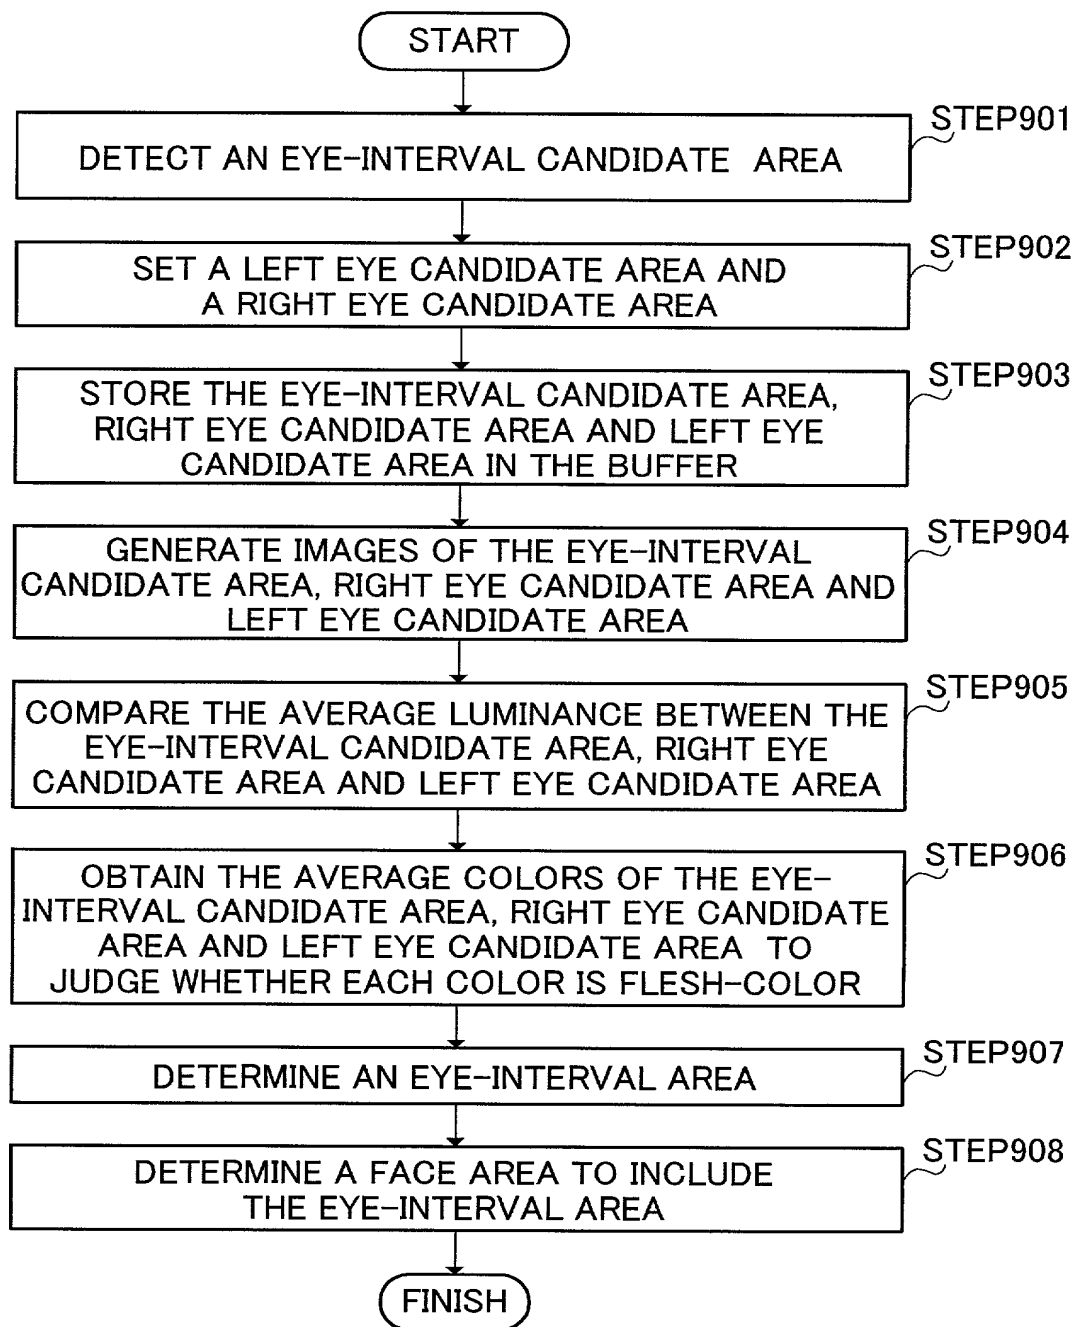 START
STEP901
DETECT AN EYE-INTERVAL CANDIDATE AREA
STEP902
SET A LEFT EYE CANDIDATE AREA AND
A RIGHT EYE CANDIDATE AREA
STEP903
STORE THE EYE-INTERVAL CANDIDATE AREA,
RIGHT EYE CANDIDATE AREA AND LEFT EYE
CANDIDATE AREA IN THE BUFFER
STEP904
GENERATE IMAGES OF THE EYE-INTERVAL
CANDIDATE AREA, RIGHT EYE CANDIDATE AREA AND
LEFT EYE CANDIDATE AREA
STEP905
COMPARE THE AVERAGE LUMINANCE BETWEEN THE
EYE-INTERVAL CANDIDATE AREA, RIGHT EYE
CANDIDATE AREA AND LEFT EYE CANDIDATE AREA
STEP906
OBTAIN THE AVERAGE COLORS OF THE EYE-
INTERVAL CANDIDATE AREA, RIGHT EYE CANDIDATE
AREA AND LEFT EYE CANDIDATE AREA TO
JUDGE WHETHER EACH COLOR IS FLESH-COLOR
STEP907
DETERMINE AN EYE-INTERVAL AREA
STEP908
DETERMINE A FACE AREA TO INCLUDE
THE EYE-INTERVAL AREA
FINISH